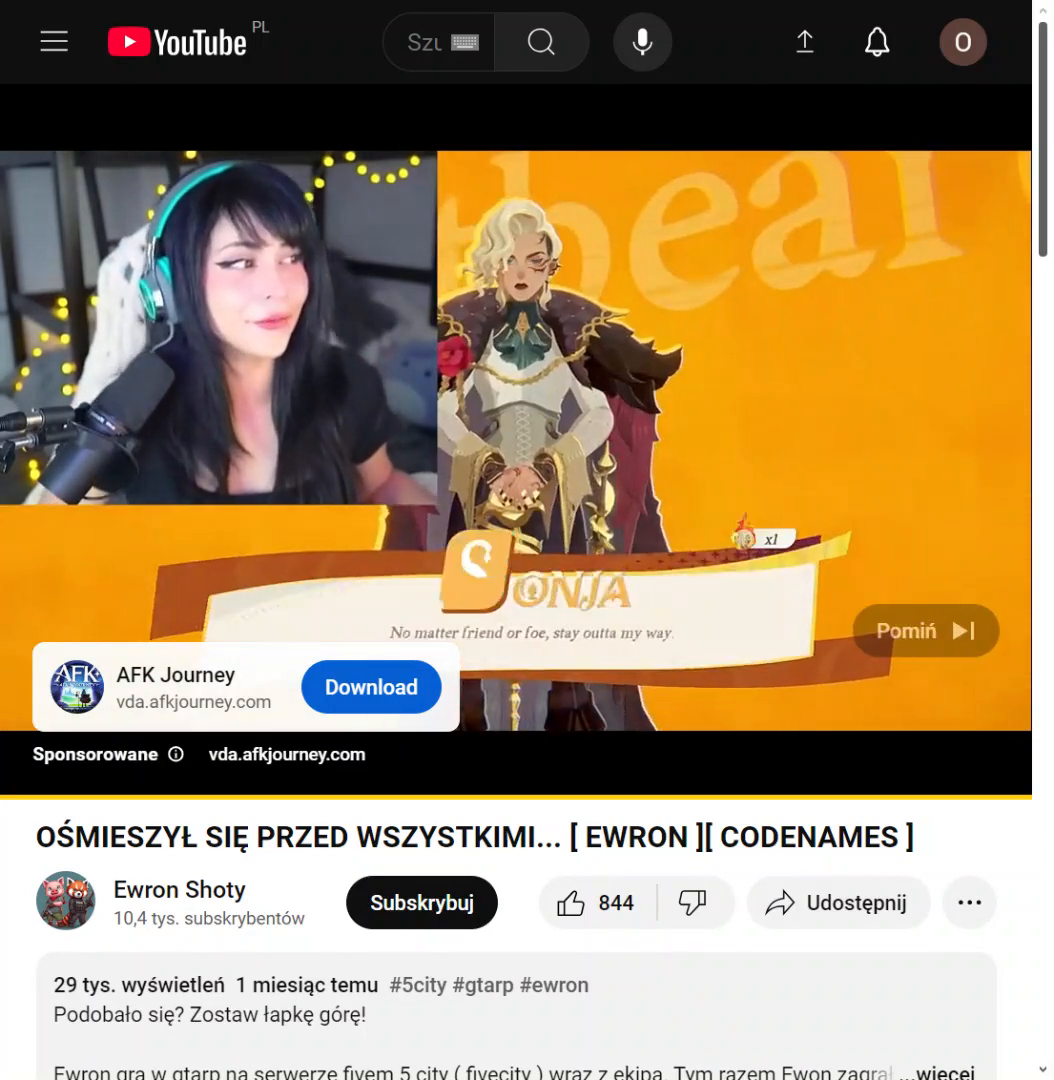 YouTube PL
Szu
O
bear
x1
SONJA
No matter friend or foe, stay outta my way.
Pomiń
AFK
AFK Journey
vda.afkjourney.com
Download
Sponsorowane vda.afkjourney.com
OŚMIESZYŁ SIĘ PRZED WSZYSTKIMI... [ EWRON ][ CODENAMES ]
Ewron Shoty
10,4 tys. subskrybentów
Subskrybuj
844
Udostępnij
29 tys. wyświetleń 1 miesiąc temu #5city #gtarp #ewron
Podobało się? Zostaw łapkę górę!
Ewron gra w gtarp na serwerze fivem 5 city ( fivecity ) wraz z ekipą. Tym razem Ewon zagrał ...więcej